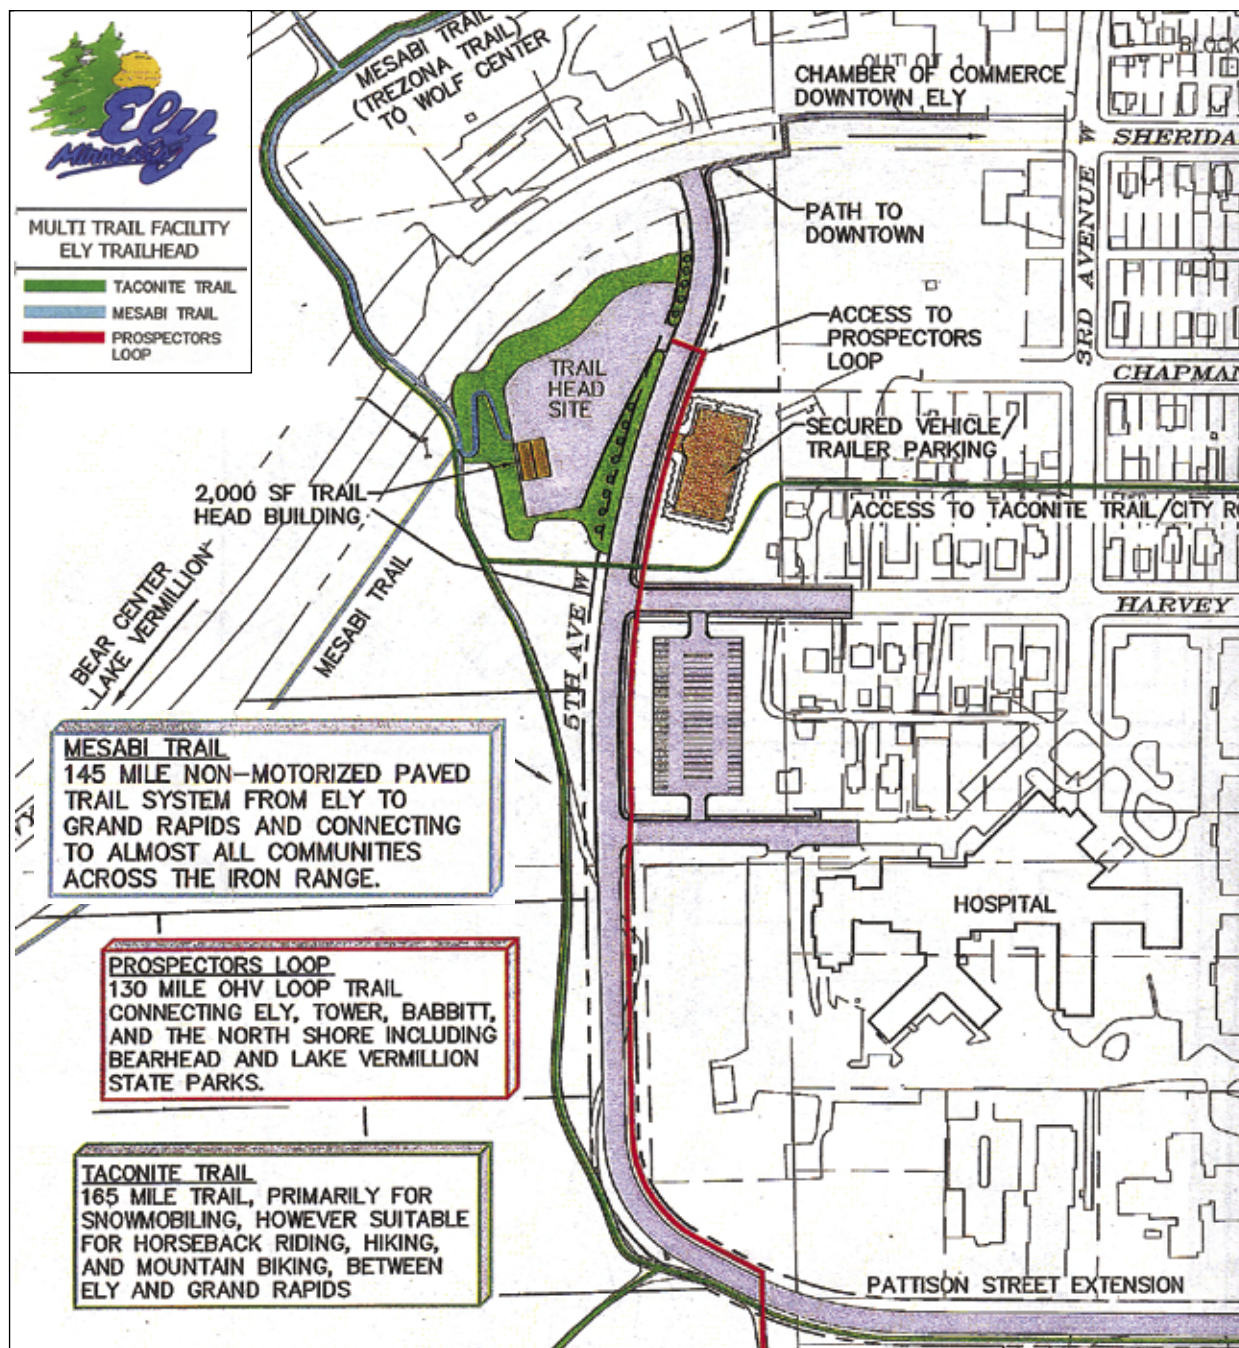 Ely
Minnesota
MULTI TRAIL FACILITY
ELY TRAILHEAD
TACONITE TRAIL
MESABI TRAIL
PROSPECTORS
LOOP
MESABI TRAIL
(TREZONA TRAIL)
TO WOLF CENTER
OUTLOT 1
BLOCK
CHAMBER OF COMMERCE
DOWNTOWN ELY
SHERIDA
3RD AVENUE W
PATH TO
DOWNTOWN
ACCESS TO
PROSPECTORS
LOOP
CHAPMAN
TRAIL
HEAD
SITE
SECURED VEHICLE/
TRAILER PARKING
2,000 SF TRAIL
HEAD BUILDING
ACCESS TO TACONITE TRAIL/CITY RO
BEAR CENTER
LAKE VERMILLION
MESABI TRAIL
5TH AVE W
HARVEY
MESABI TRAIL
145 MILE NON-MOTORIZED PAVED
TRAIL SYSTEM FROM ELY TO
GRAND RAPIDS AND CONNECTING
TO ALMOST ALL COMMUNITIES
ACROSS THE IRON RANGE.
HOSPITAL
PROSPECTORS LOOP
130 MILE OHV LOOP TRAIL
CONNECTING ELY, TOWER, BABBITT,
AND THE NORTH SHORE INCLUDING
BEARHEAD AND LAKE VERMILLION
STATE PARKS.
TACONITE TRAIL
165 MILE TRAIL, PRIMARILY FOR
SNOWMOBILING, HOWEVER SUITABLE
FOR HORSEBACK RIDING, HIKING,
AND MOUNTAIN BIKING, BETWEEN
ELY AND GRAND RAPIDS
PATTISON STREET EXTENSION